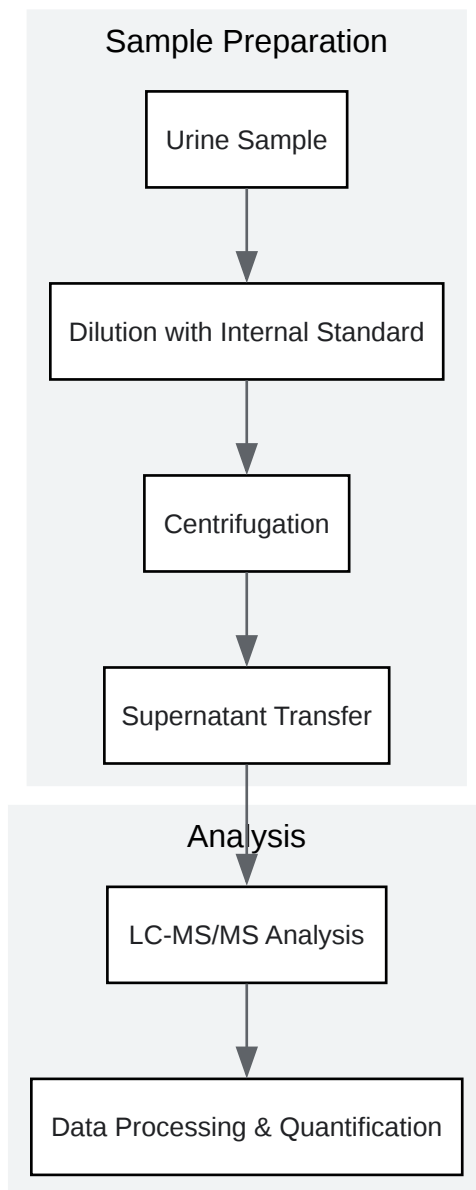 Sample Preparation
Urine Sample
Dilution with Internal Standard
Centrifugation
Supernatant Transfer
Analysis
LC-MS/MS Analysis
Data Processing & Quantification